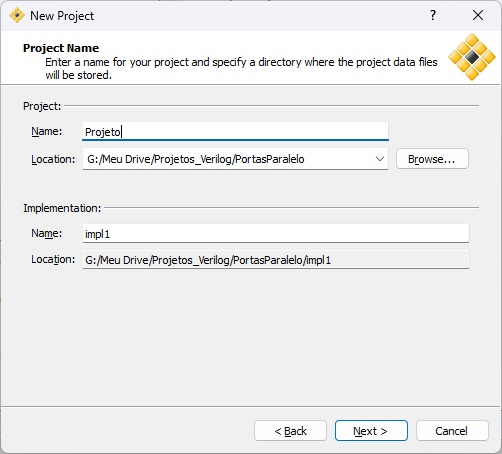 New Project
?
Project Name
Enter a name for your project and specify a directory where the project data files
will be stored.
Project:
Name: Projeto
Location: G:/Meu Drive/Projetos_Verilog/PortasParalelo Browse...
Implementation:
Name: impl1
Location: G:/Meu Drive/Projetos_Verilog/PortasParalelo/impl1
< Back Next > Cancel